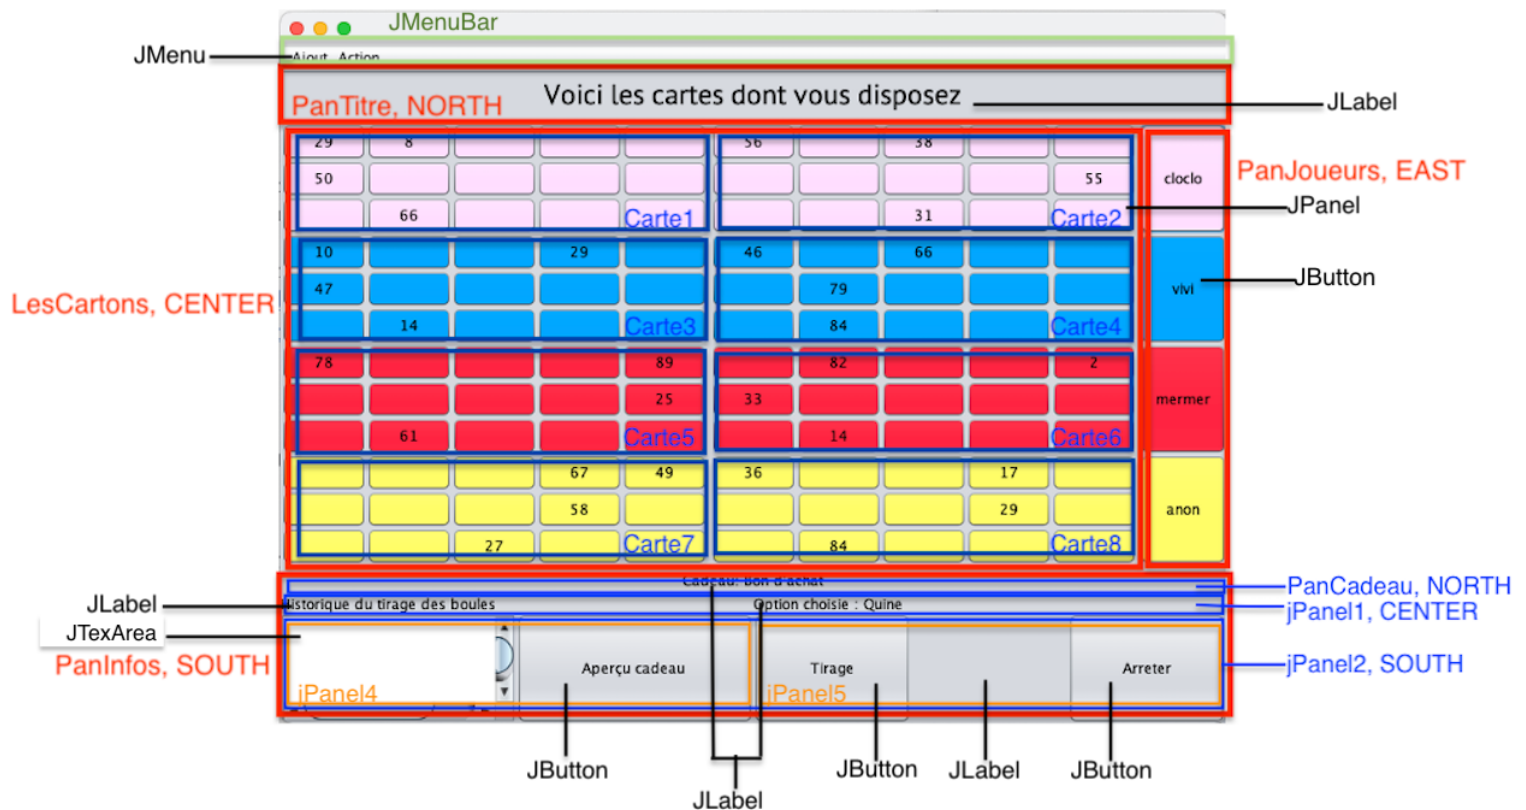 JMenuBar
JMenu
Ajout Action
PanTitre, NORTH
Voici les cartes dont vous disposez
JLabel
29 8 56 38
50 55 cloclo
PanJoueurs, EAST
66 Carte1 31 Carte2
JPanel
10 29 46 66
47 79 vivi
JButton
LesCartons, CENTER
14 Carte3 84 Carte4
78 89 82 2
25 33 mermer
61 Carte5 14 Carte6
67 49 36 17
58 29 anon
27 Carte7 84 Carte8
Cadeau: Bon d'achat
PanCadeau, NORTH
JLabel
Historique du tirage des boules
Option choisie : Quine
jPanel1, CENTER
JTexArea
PanInfos, SOUTH
Aperçu cadeau
Tirage
Arreter
jPanel2, SOUTH
jPanel4
jPanel5
JButton
JLabel
JButton
JLabel
JButton